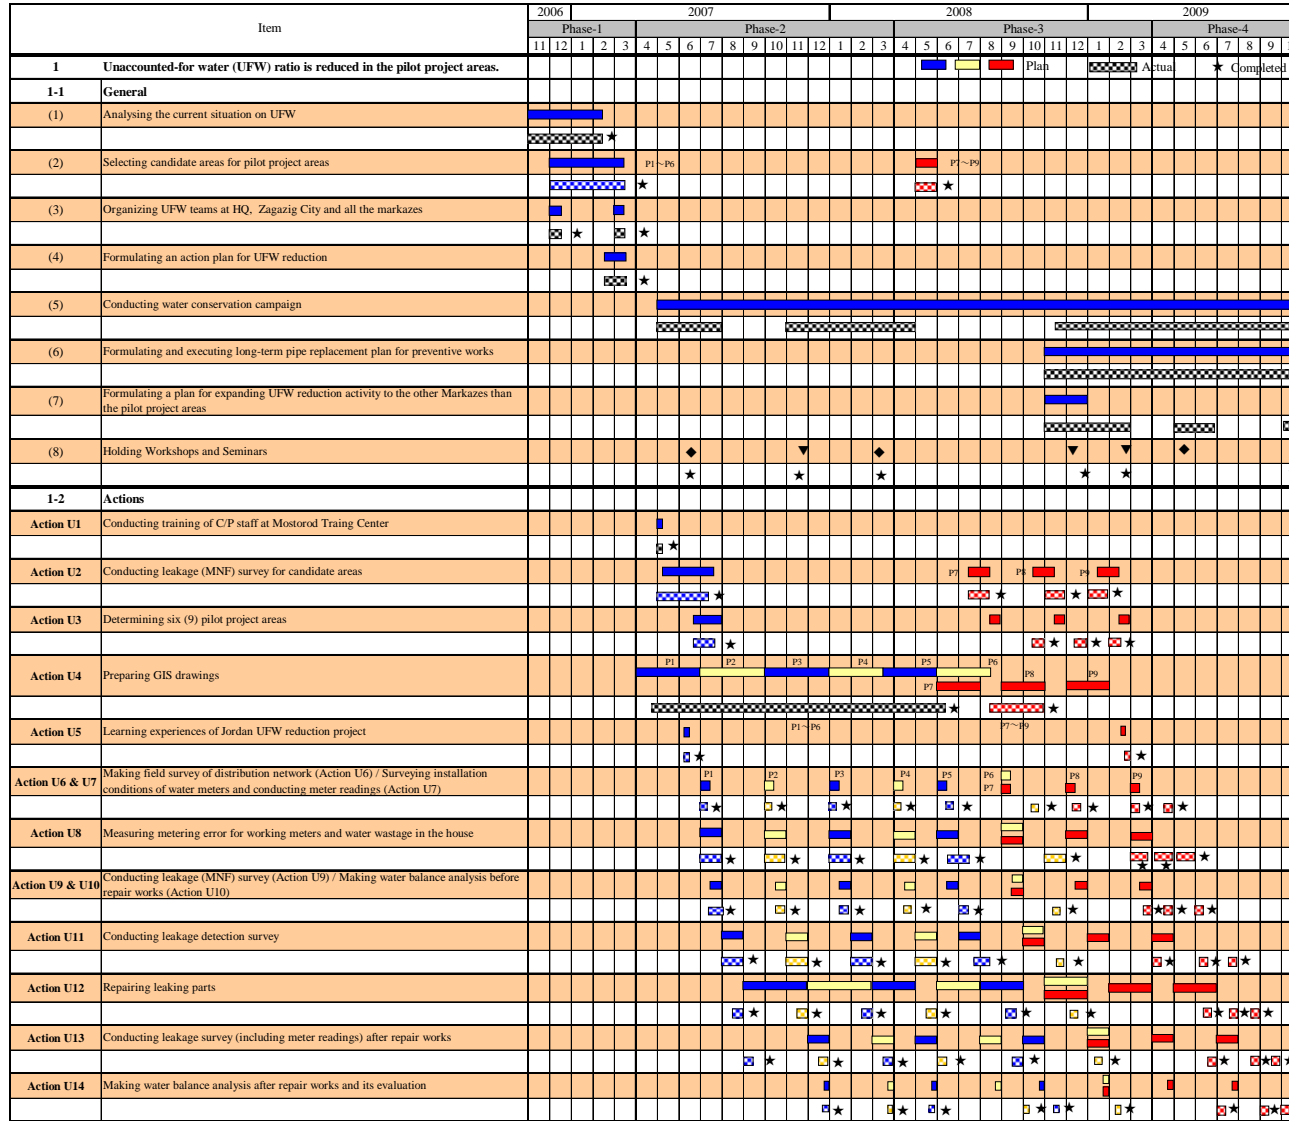 2006 2007 2008 2009
Item
Phase-1 Phase-2 Phase-3 Phase-4
11 12 1 2 3 4 5 6 7 8 9 10 11 12 1 2 3 4 5 6 7 8 9 10 11 12 1 2 3 4 5 6 7 8 9
1 Unaccounted-for water (UFW) ratio is reduced in the pilot project areas. Plan Actual ★ Completed
1-1 General
(1) Analysing the current situation on UFW
★
(2) Selecting candidate areas for pilot project areas P1~P6 P7~P9
★ ★
(3) Organizing UFW teams at HQ, Zagazig City and all the markazes
★ ★
(4) Formulating an action plan for UFW reduction
★
(5) Conducting water conservation campaign
(6) Formulating and executing long-term pipe replacement plan for preventive works
(7) Formulating a plan for expanding UFW reduction activity to the other Markazes than
the pilot project areas
(8) Holding Workshops and Seminars ◆ ▼ ◆ ▼ ▼ ◆
★ ★ ★ ★ ★
1-2 Actions
Action U1 Conducting training of C/P staff at Mostorod Traing Center
★
Action U2 Conducting leakage (MNF) survey for candidate areas P7 P8 P9
★ ★ ★ ★
Action U3 Determining six (9) pilot project areas
★ ★ ★ ★
P1 P2 P3 P4 P5 P6
Action U4 Preparing GIS drawings P7 P8 P9
★ ★
Action U5 Learning experiences of Jordan UFW reduction project P1~P6 P7~P9
★ ★
Action U6 & U7 Making field survey of distribution network (Action U6) / Surveying installation P1 P2 P3 P4 P5 P6 P8 P9
conditions of water meters and conducting meter readings (Action U7) P7
★ ★ ★ ★ ★ ★ ★ ★ ★
Action U8 Measuring metering error for working meters and water wastage in the house
★ ★ ★ ★ ★ ★ ★
★ ★
Action U9 & U10 Conducting leakage (MNF) survey (Action U9) / Making water balance analysis before
repair works (Action U10)
★ ★ ★ ★ ★ ★ ★ ★ ★
Action U11 Conducting leakage detection survey
★ ★ ★ ★ ★ ★ ★ ★ ★
Action U12 Repairing leaking parts
★ ★ ★ ★ ★ ★ ★ ★ ★
Action U13 Conducting leakage survey (including meter readings) after repair works
★ ★ ★ ★ ★ ★ ★ ★
Action U14 Making water balance analysis after repair works and its evaluation
★ ★ ★ ★ ★ ★ ★ ★